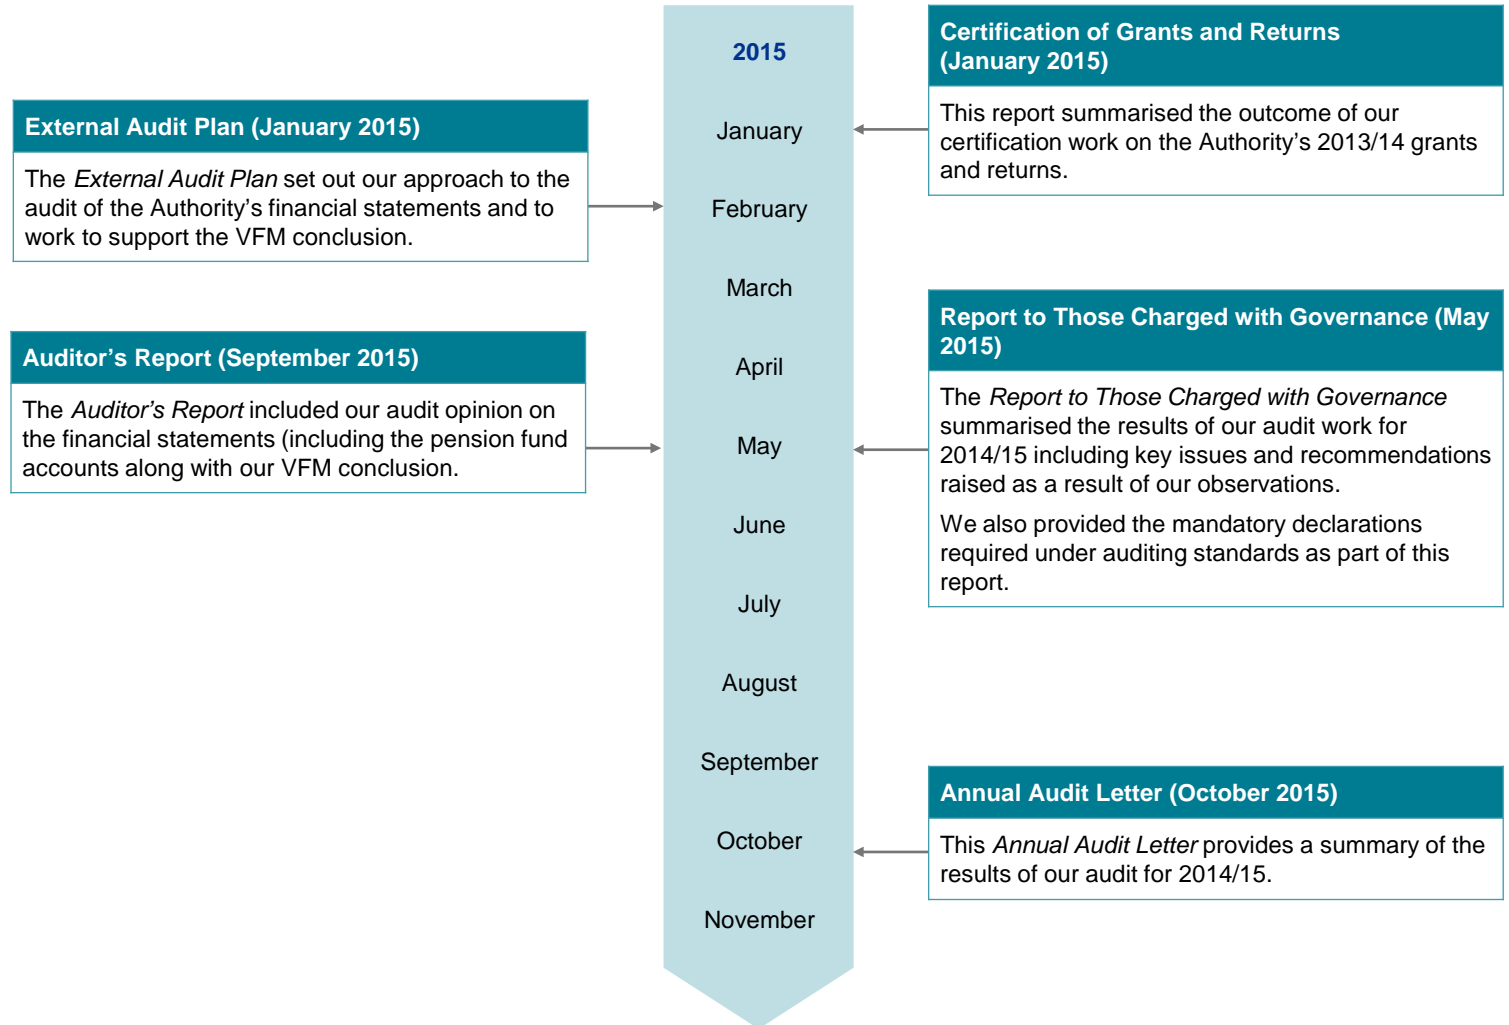 2015
January
February
March
April
May
June
July
August
September
October
November
External Audit Plan (January 2015)
The External Audit Plan set out our approach to the
audit of the Authority’s financial statements and to
work to support the VFM conclusion.
Auditor’s Report (September 2015)
The Auditor’s Report included our audit opinion on
the financial statements (including the pension fund
accounts along with our VFM conclusion.
Certification of Grants and Returns
(January 2015)
This report summarised the outcome of our
certification work on the Authority’s 2013/14 grants
and returns.
Report to Those Charged with Governance (May
2015)
The Report to Those Charged with Governance
summarised the results of our audit work for
2014/15 including key issues and recommendations
raised as a result of our observations.
We also provided the mandatory declarations
required under auditing standards as part of this
report.
Annual Audit Letter (October 2015)
This Annual Audit Letter provides a summary of the
results of our audit for 2014/15.